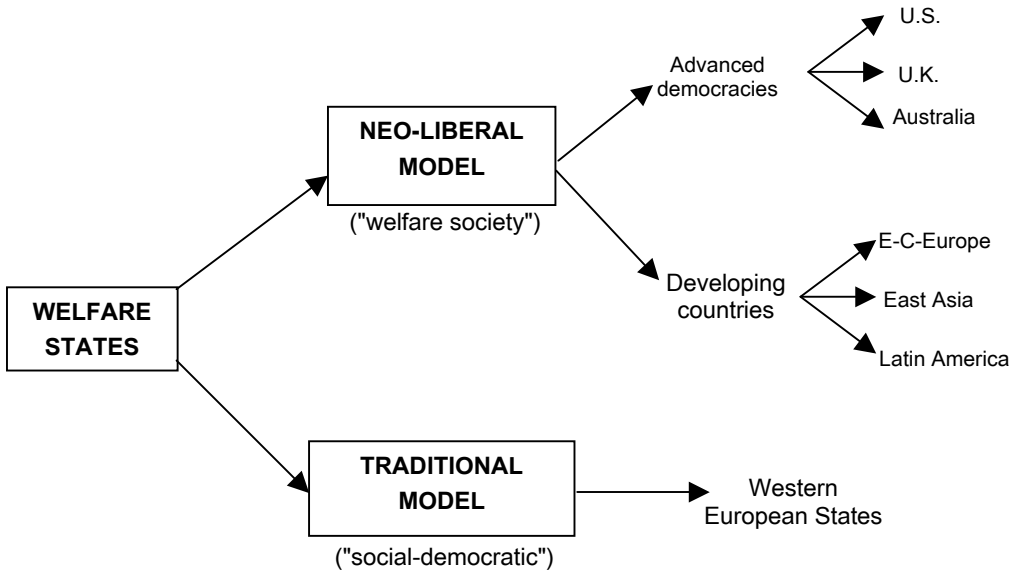 U.S.
Advanced
democracies
U.K.
Australia
NEO-LIBERAL
MODEL
("welfare society")
E-C-Europe
Developing
countries
East Asia
Latin America
WELFARE
STATES
TRADITIONAL
MODEL
("social-democratic")
Western
European States